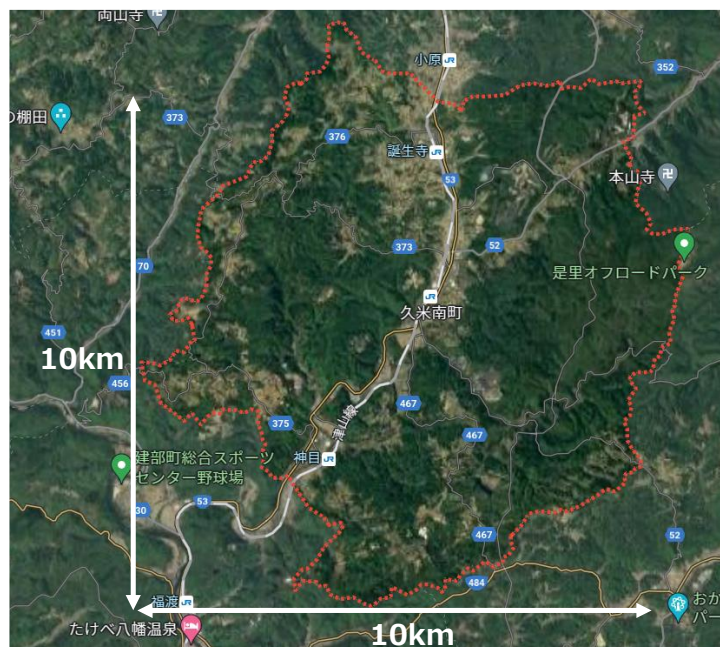 両山寺
小原
352
の棚田
373
376
誕生寺
53
本山寺
373
52
70
是里オフロードパーク
久米南町
451
10km
456
467
375
467
津山線
神目
建部町総合スポーツ
センター野球場
30
53
467
52
484
福渡
おか
パー
たけべ八幡温泉
10km